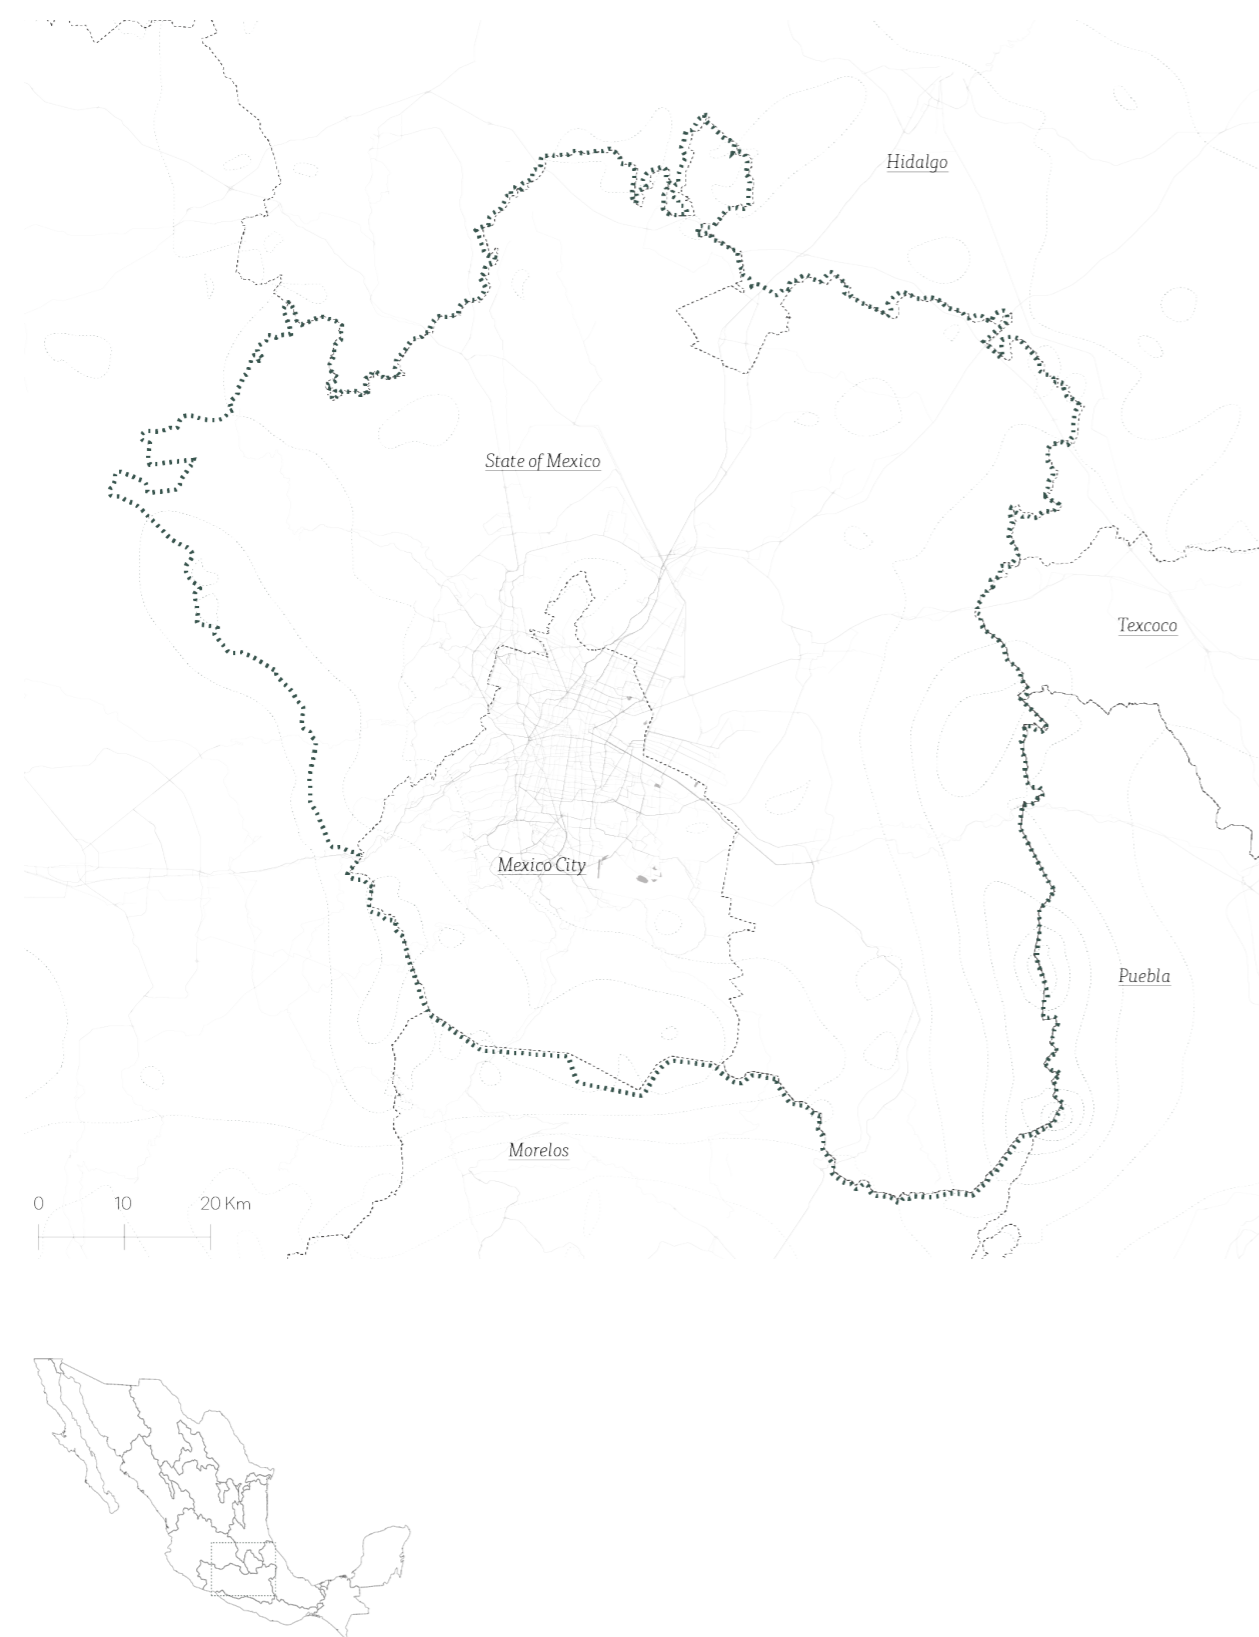 Hidalgo
State of Mexico
Texcoco
Mexico City
Puebla
Morelos
0 10 20 Km